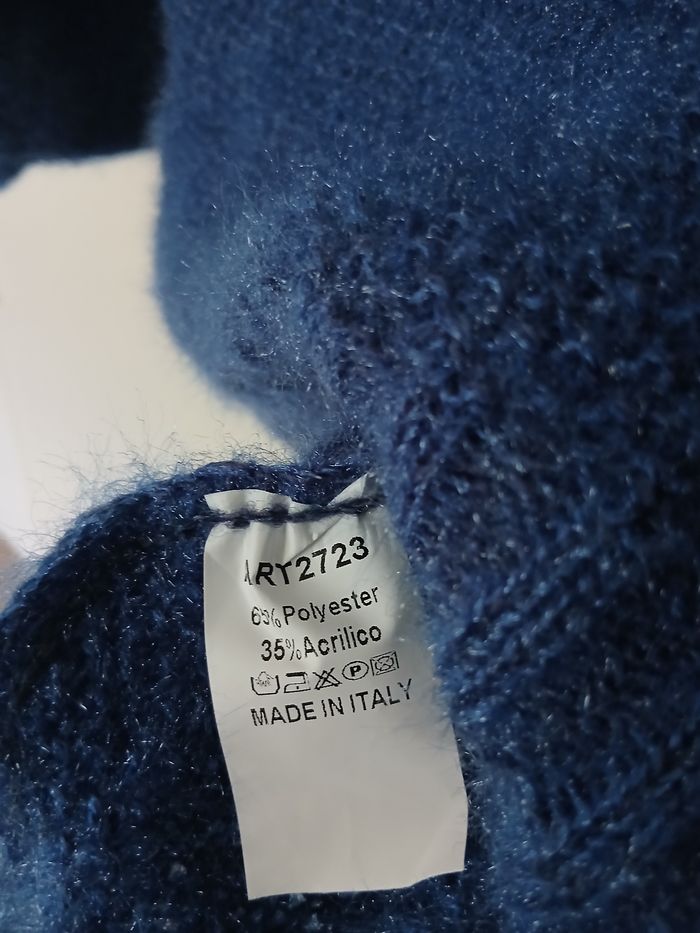 ART2723
65% Polyester
35% Acrilico
MADE IN ITALY